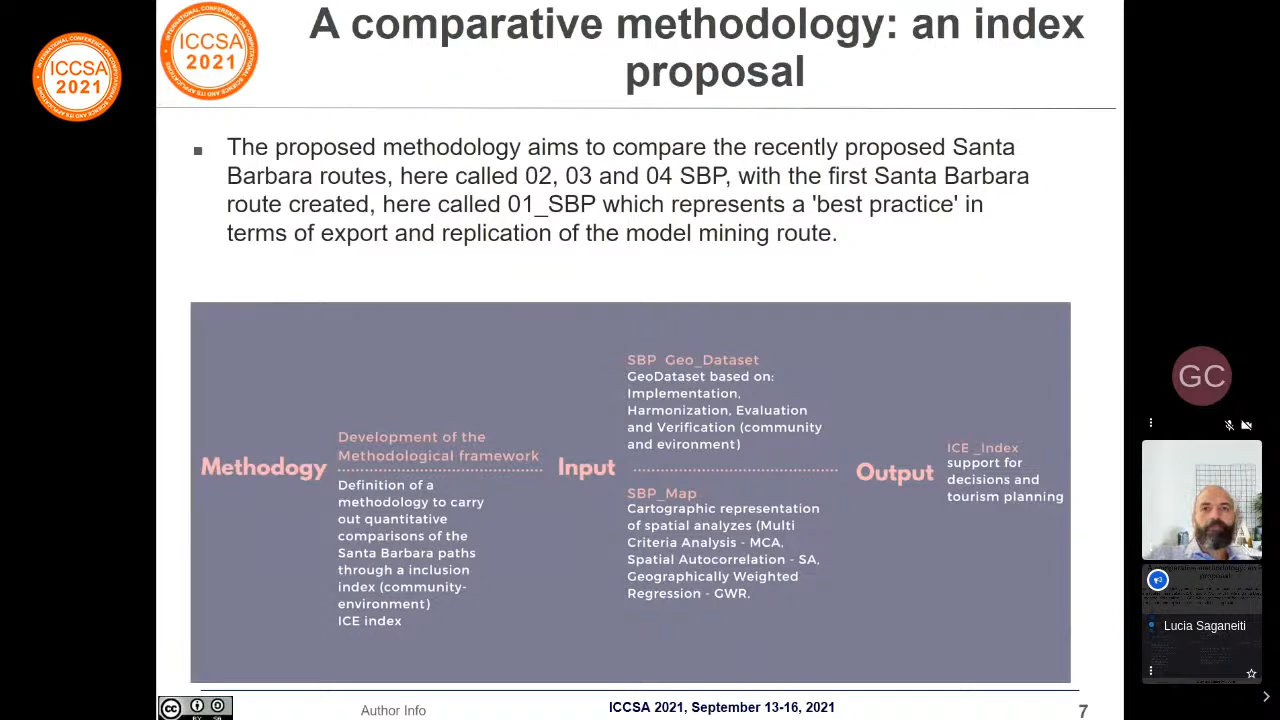 ICCSA
2021
ICCSA
2021
A comparative methodology: an index
proposal
The proposed methodology aims to compare the recently proposed Santa
Barbara routes, here called 02, 03 and 04 SBP, with the first Santa Barbara
route created, here called 01_SBP which represents a 'best practice' in
terms of export and replication of the model mining route.
Methodogy
Development of the
Methodological framework
Definition of a
methodology to carry
out quantitative
comparisons of the
Santa Barbara paths
through a inclusion
index (community-
environment)
ICE index
Input
SBP Geo_Dataset
GeoDataset based on:
Implementation,
Harmonization, Evaluation
and Verification (community
and evironment)
SBP_Map
Cartographic representation
of spatial analyzes (Multi
Criteria Analysis - MCA,
Spatial Autocorrelation - SA,
Geographically Weighted
Regression - GWR.
Output
ICE _Index
support for
decisions and
tourism planning
GC
Lucia Saganeiti
Author Info
ICCSA 2021, September 13-16, 2021
7